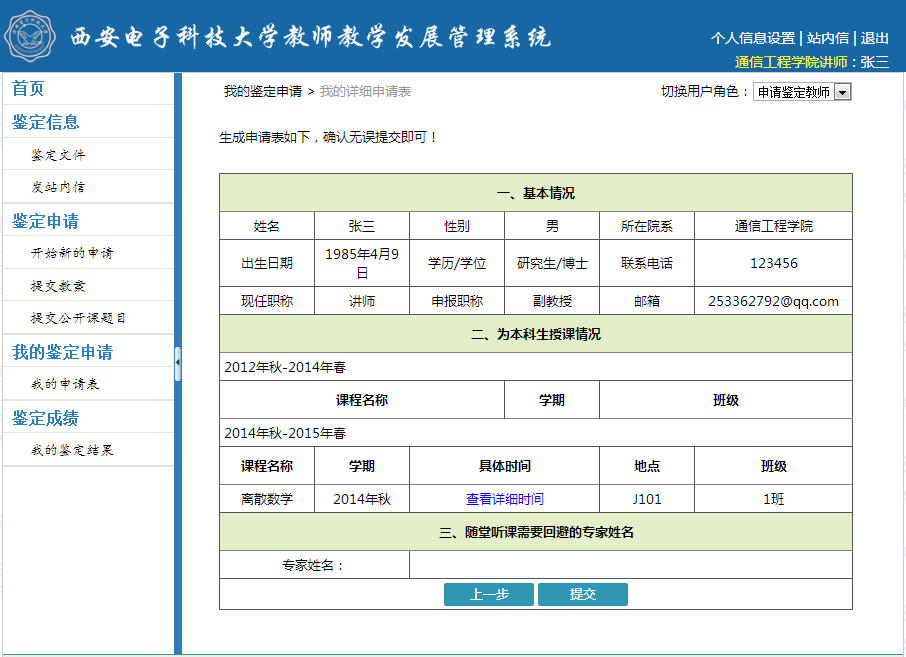 西安电子科技大学教师教学发展管理系统
个人信息设置 | 站内信 | 退出
通信工程学院讲师：张三
首页
鉴定信息
鉴定文件
发站内信
鉴定申请
开始新的申请
提交教案
提交公开课题目
我的鉴定申请
我的申请表
鉴定成绩
我的鉴定结果
我的鉴定申请 > 我的详细申请表
切换用户角色： 申请鉴定教师
生成申请表如下，确认无误提交即可！
一、基本情况
姓名 张三 性别 男 所在院系 通信工程学院
出生日期 1985年4月9日 学历/学位 研究生/博士 联系电话 123456
现任职称 讲师 申报职称 副教授 邮箱 253362792@qq.com
二、为本科生授课情况
2012年秋-2014年春
课程名称 学期 班级
2014年秋-2015年春
课程名称 学期 具体时间 地点 班级
离散数学 2014年秋 查看详细时间 J101 1班
三、随堂听课需要回避的专家姓名
专家姓名：
上一步 提交